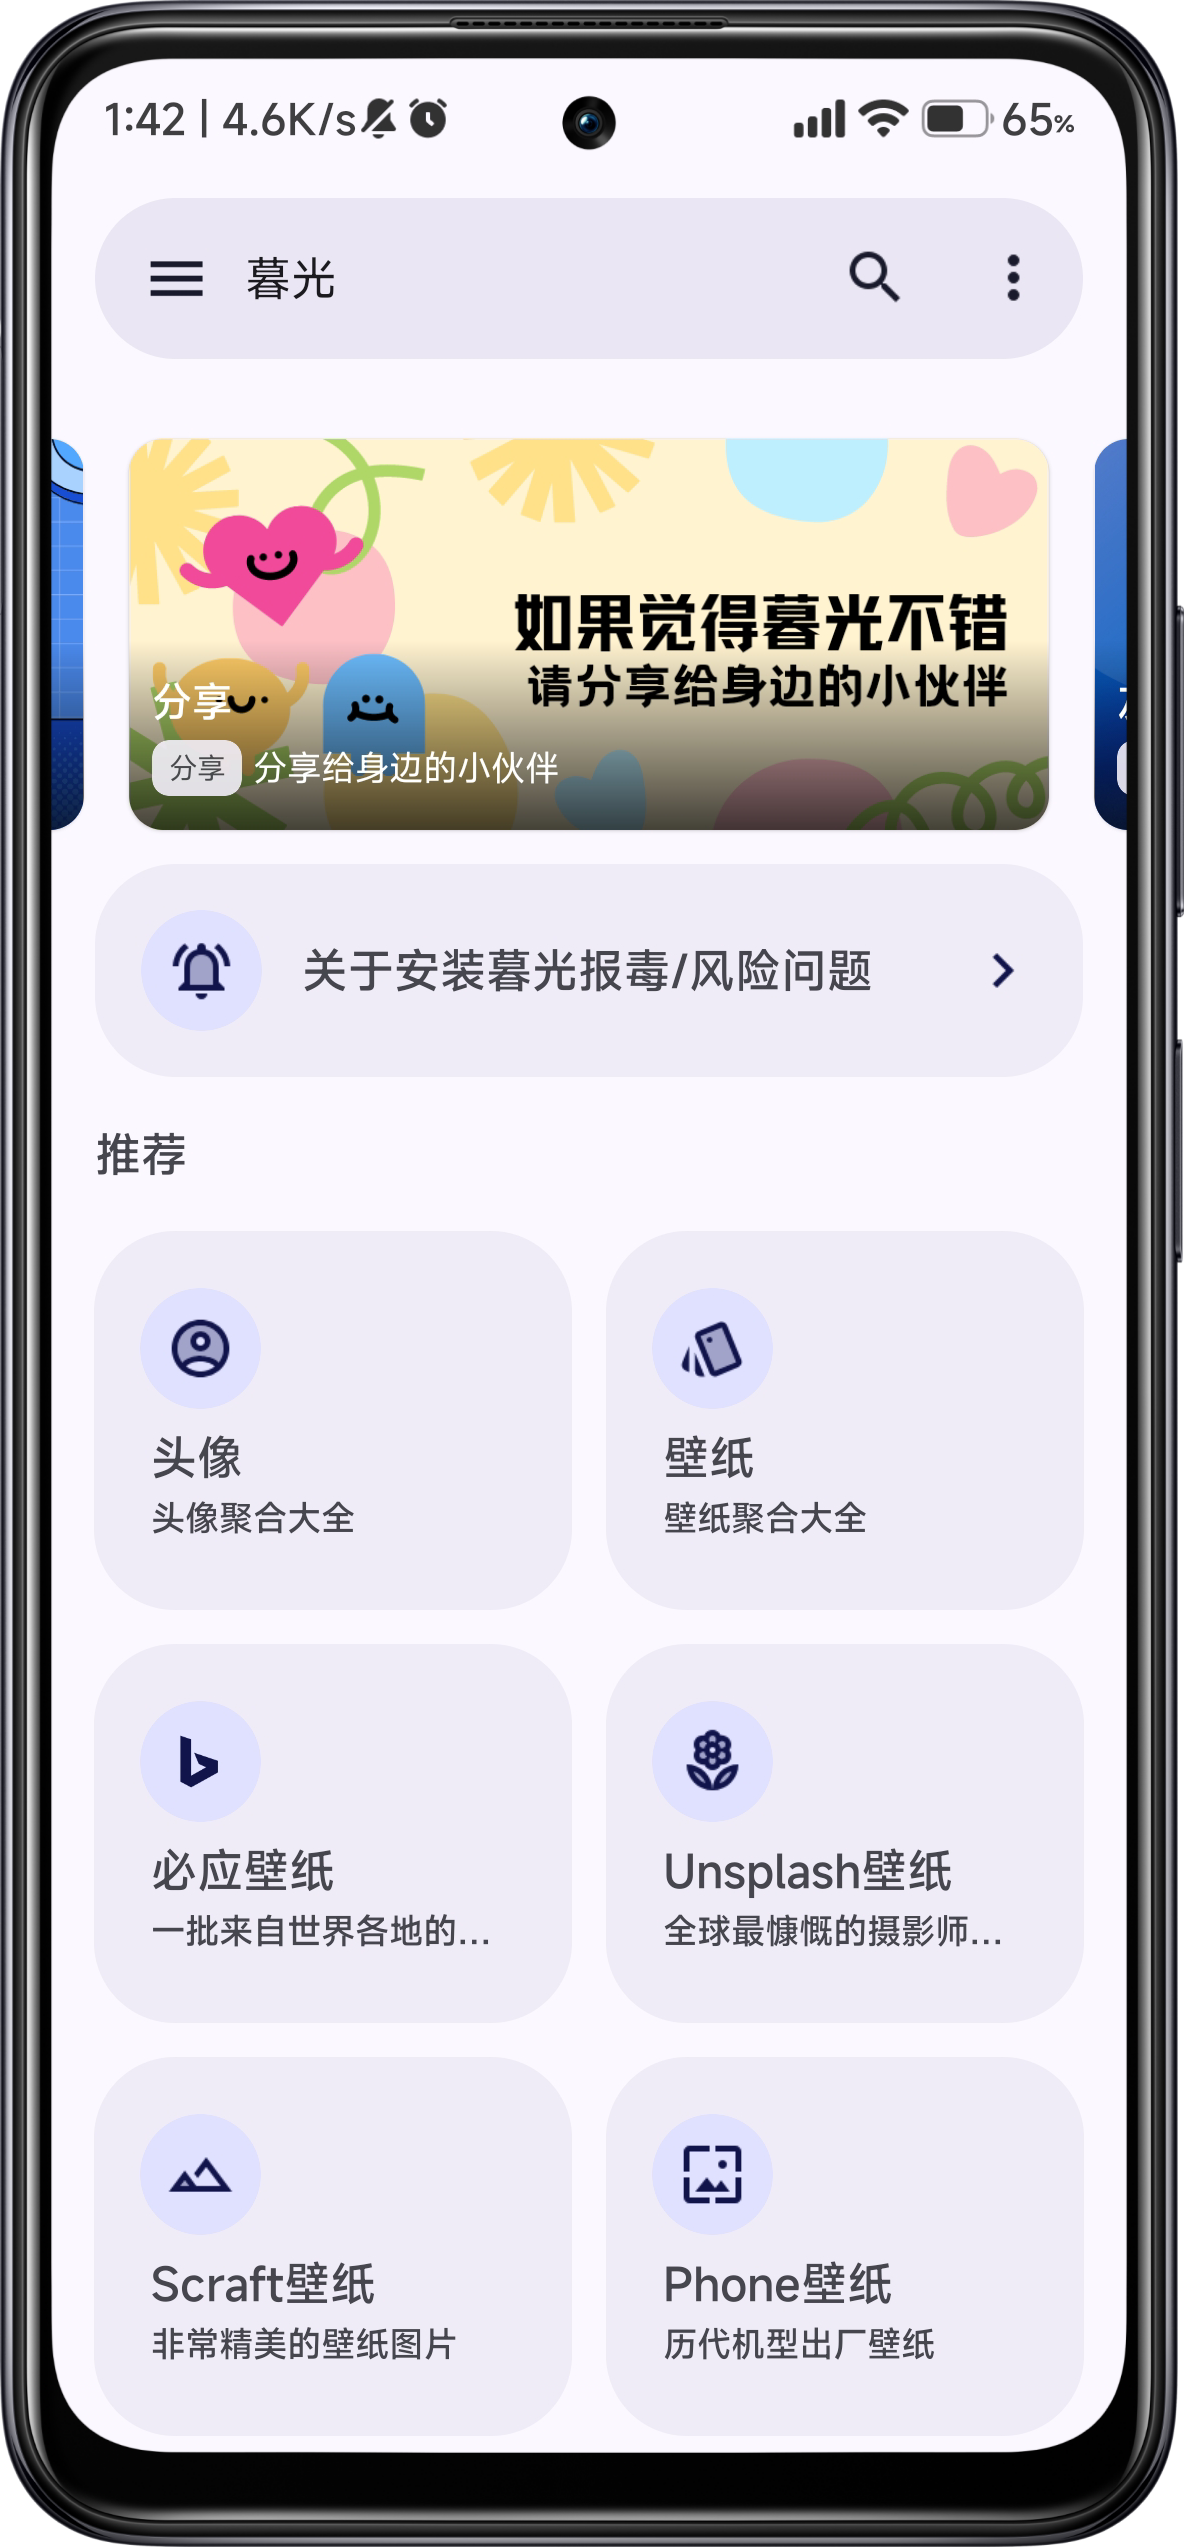 1:42 | 4.6K/s
65%
暮光
如果觉得暮光不错
请分享给身边的小伙伴
分享
分享 分享给身边的小伙伴
关于安装暮光报毒/风险问题
推荐
头像
头像聚合大全
壁纸
壁纸聚合大全
必应壁纸
一批来自世界各地的...
Unsplash壁纸
全球最慷慨的摄影师...
Scraft壁纸
非常精美的壁纸图片
Phone壁纸
历代机型出厂壁纸